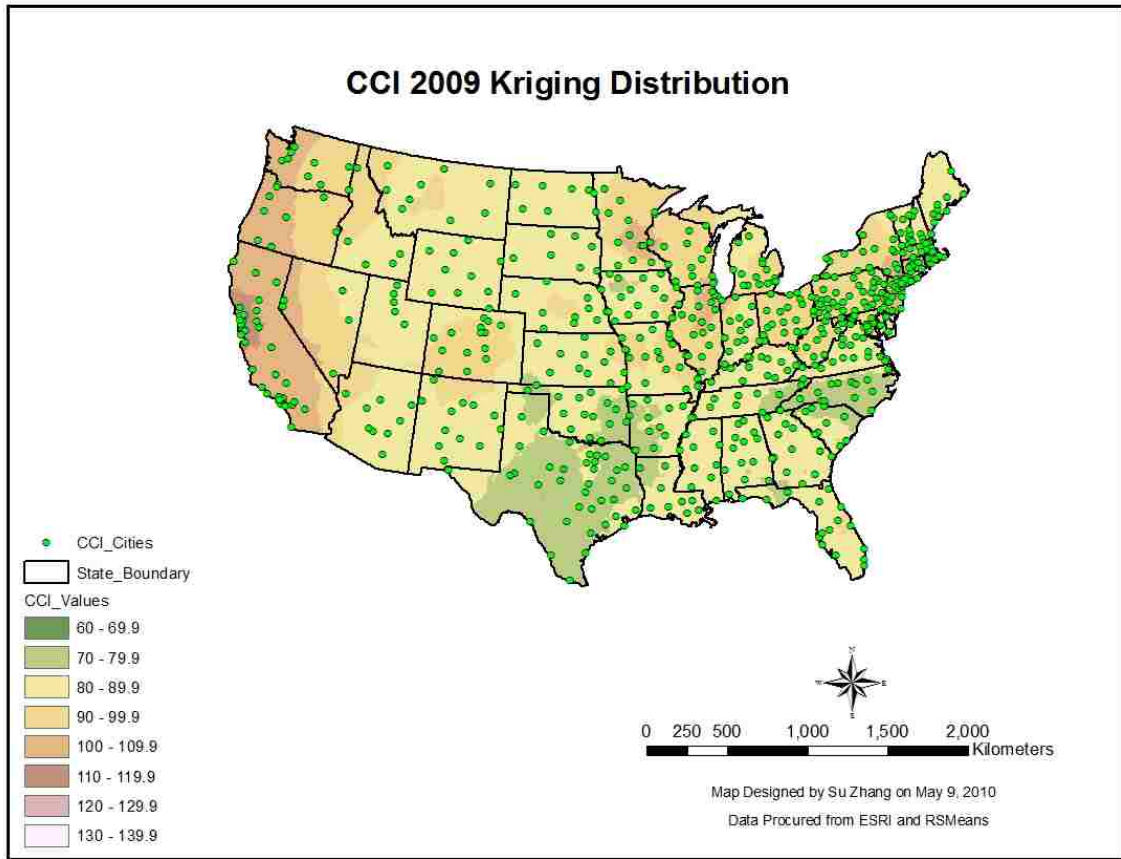 CCI 2009 Kriging Distribution
CCI_Cities
State_Boundary
CCI_Values
60 - 69.9
70 - 79.9
80 - 89.9
90 - 99.9
100 - 109.9
110 - 119.9
120 - 129.9
130 - 139.9
N
W E
S
0 250 500 1,000 1,500 2,000
Kilometers
Map Designed by Su Zhang on May 9, 2010
Data Procured from ESRI and RSMeans